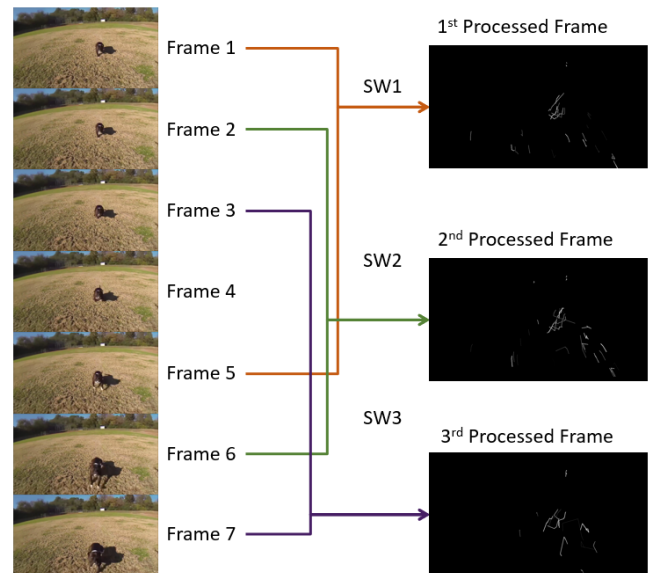 Frame 1
Frame 2
Frame 3
Frame 4
Frame 5
Frame 6
Frame 7
SW1
SW2
SW3
1st Processed Frame
2nd Processed Frame
3rd Processed Frame